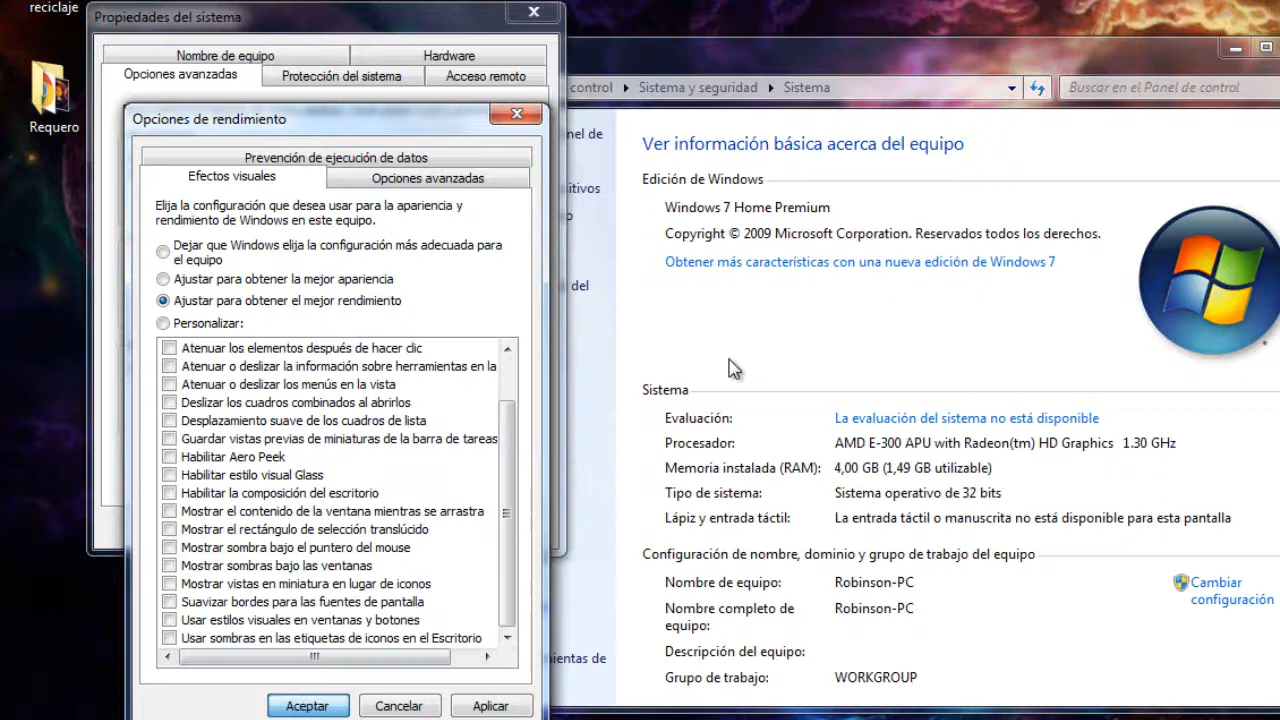 reciclaje
Requero
Propiedades del sistema
Nombre de equipo
Hardware
Opciones avanzadas
Protección del sistema
Acceso remoto
Opciones de rendimiento
Prevención de ejecución de datos
Efectos visuales
Opciones avanzadas
Elija la configuración que desea usar para la apariencia y
rendimiento de Windows en este equipo.
Dejar que Windows elija la configuración más adecuada para
el equipo
Ajustar para obtener la mejor apariencia
Ajustar para obtener el mejor rendimiento
Personalizar:
Atenuar los elementos después de hacer clic
Atenuar o deslizar la información sobre herramientas en la
Atenuar o deslizar los menús en la vista
Deslizar los cuadros combinados al abrirlos
Desplazamiento suave de los cuadros de lista
Guardar vistas previas de miniaturas de la barra de tareas
Habilitar Aero Peek
Habilitar estilo visual Glass
Habilitar la composición del escritorio
Mostrar el contenido de la ventana mientras se arrastra
Mostrar el rectángulo de selección translúcido
Mostrar sombra bajo el puntero del mouse
Mostrar sombras bajo las ventanas
Mostrar vistas en miniatura en lugar de iconos
Suavizar bordes para las fuentes de pantalla
Usar estilos visuales en ventanas y botones
Usar sombras en las etiquetas de iconos en el Escritorio
Aceptar
Cancelar
Aplicar
control
Sistema y seguridad
Sistema
Buscar en el Panel de control
nel de
sitivos
del
ientas de
Ver información básica acerca del equipo
Edición de Windows
Windows 7 Home Premium
Copyright © 2009 Microsoft Corporation. Reservados todos los derechos.
Obtener más características con una nueva edición de Windows 7
Sistema
Evaluación: La evaluación del sistema no está disponible
Procesador: AMD E-300 APU with Radeon(tm) HD Graphics 1.30 GHz
Memoria instalada (RAM): 4,00 GB (1,49 GB utilizable)
Tipo de sistema: Sistema operativo de 32 bits
Lápiz y entrada táctil: La entrada táctil o manuscrita no está disponible para esta pantalla
Configuración de nombre, dominio y grupo de trabajo del equipo
Nombre de equipo: Robinson-PC
Cambiar
configuración
Nombre completo de
equipo:
Robinson-PC
Descripción del equipo:
Grupo de trabajo: WORKGROUP